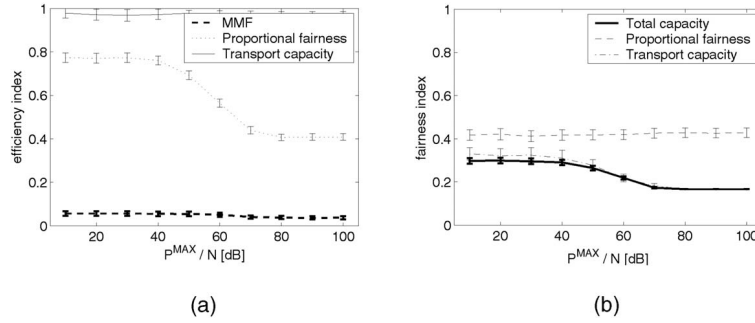 1
0.8
0.6
0.4
0.2
0
efficiency index
MMF
Proportional fairness
Transport capacity
20 40 60 80 100
P^MAX / N [dB]
(a)
1
0.8
0.6
0.4
0.2
0
fairness index
Total capacity
Proportional fairness
Transport capacity
20 40 60 80 100
P^MAX / N [dB]
(b)